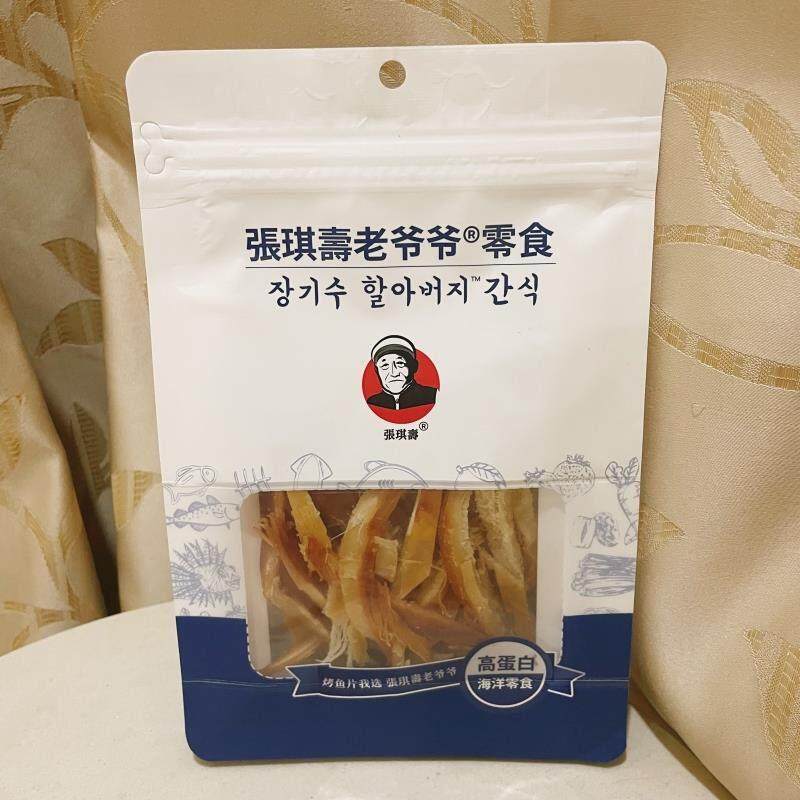 張琪壽老爷爷®零食
장기수 할아버지™간식
張琪壽®
烤鱼片我选 張琪壽老爷爷
高蛋白
海洋零食